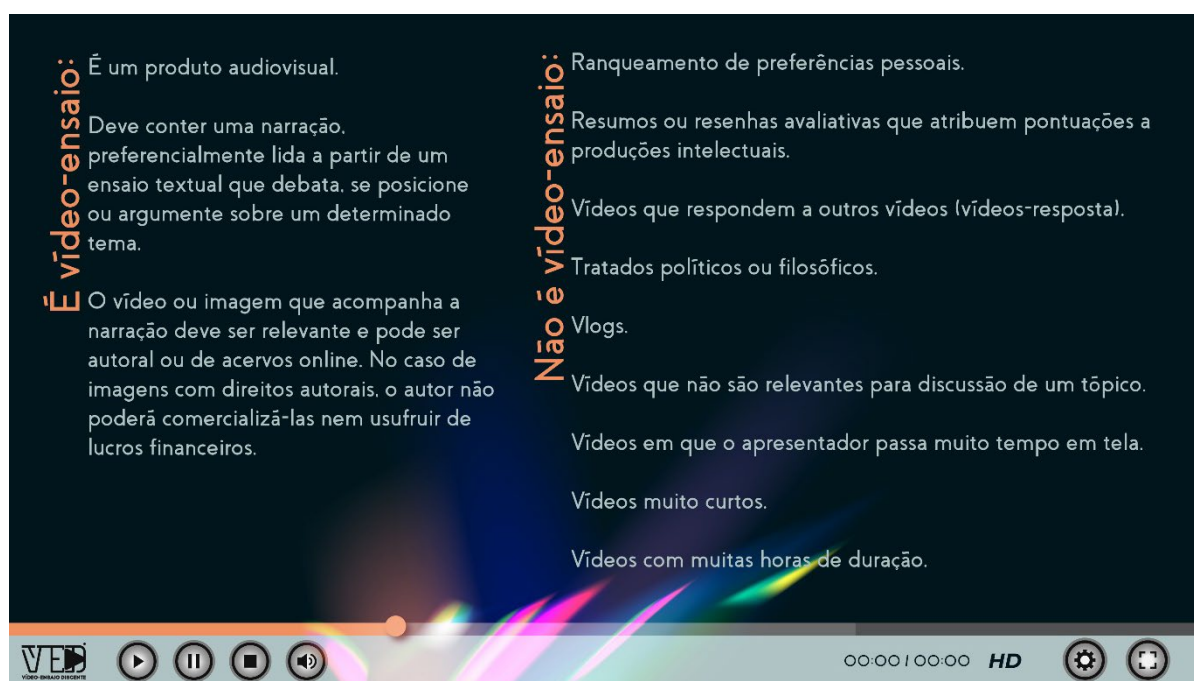 É vídeo-ensaio:
É um produto audiovisual.
Deve conter uma narração,
preferencialmente lida a partir de um
ensaio textual que debata, se posicione
ou argumente sobre um determinado
tema.
O vídeo ou imagem que acompanha a
narração deve ser relevante e pode ser
autoral ou de acervos online. No caso de
imagens com direitos autorais, o autor não
poderá comercializá-las nem usufruir de
lucros financeiros.
Não é vídeo-ensaio:
Ranqueamento de preferências pessoais.
Resumos ou resenhas avaliativas que atribuem pontuações a
produções intelectuais.
Vídeos que respondem a outros vídeos (vídeos-resposta).
Tratados políticos ou filosóficos.
Vlogs.
Vídeos que não são relevantes para discussão de um tópico.
Vídeos em que o apresentador passa muito tempo em tela.
Vídeos muito curtos.
Vídeos com muitas horas de duração.
VED
VÍDEO-ENSAIO DISCENTE
00:00 / 00:00 HD